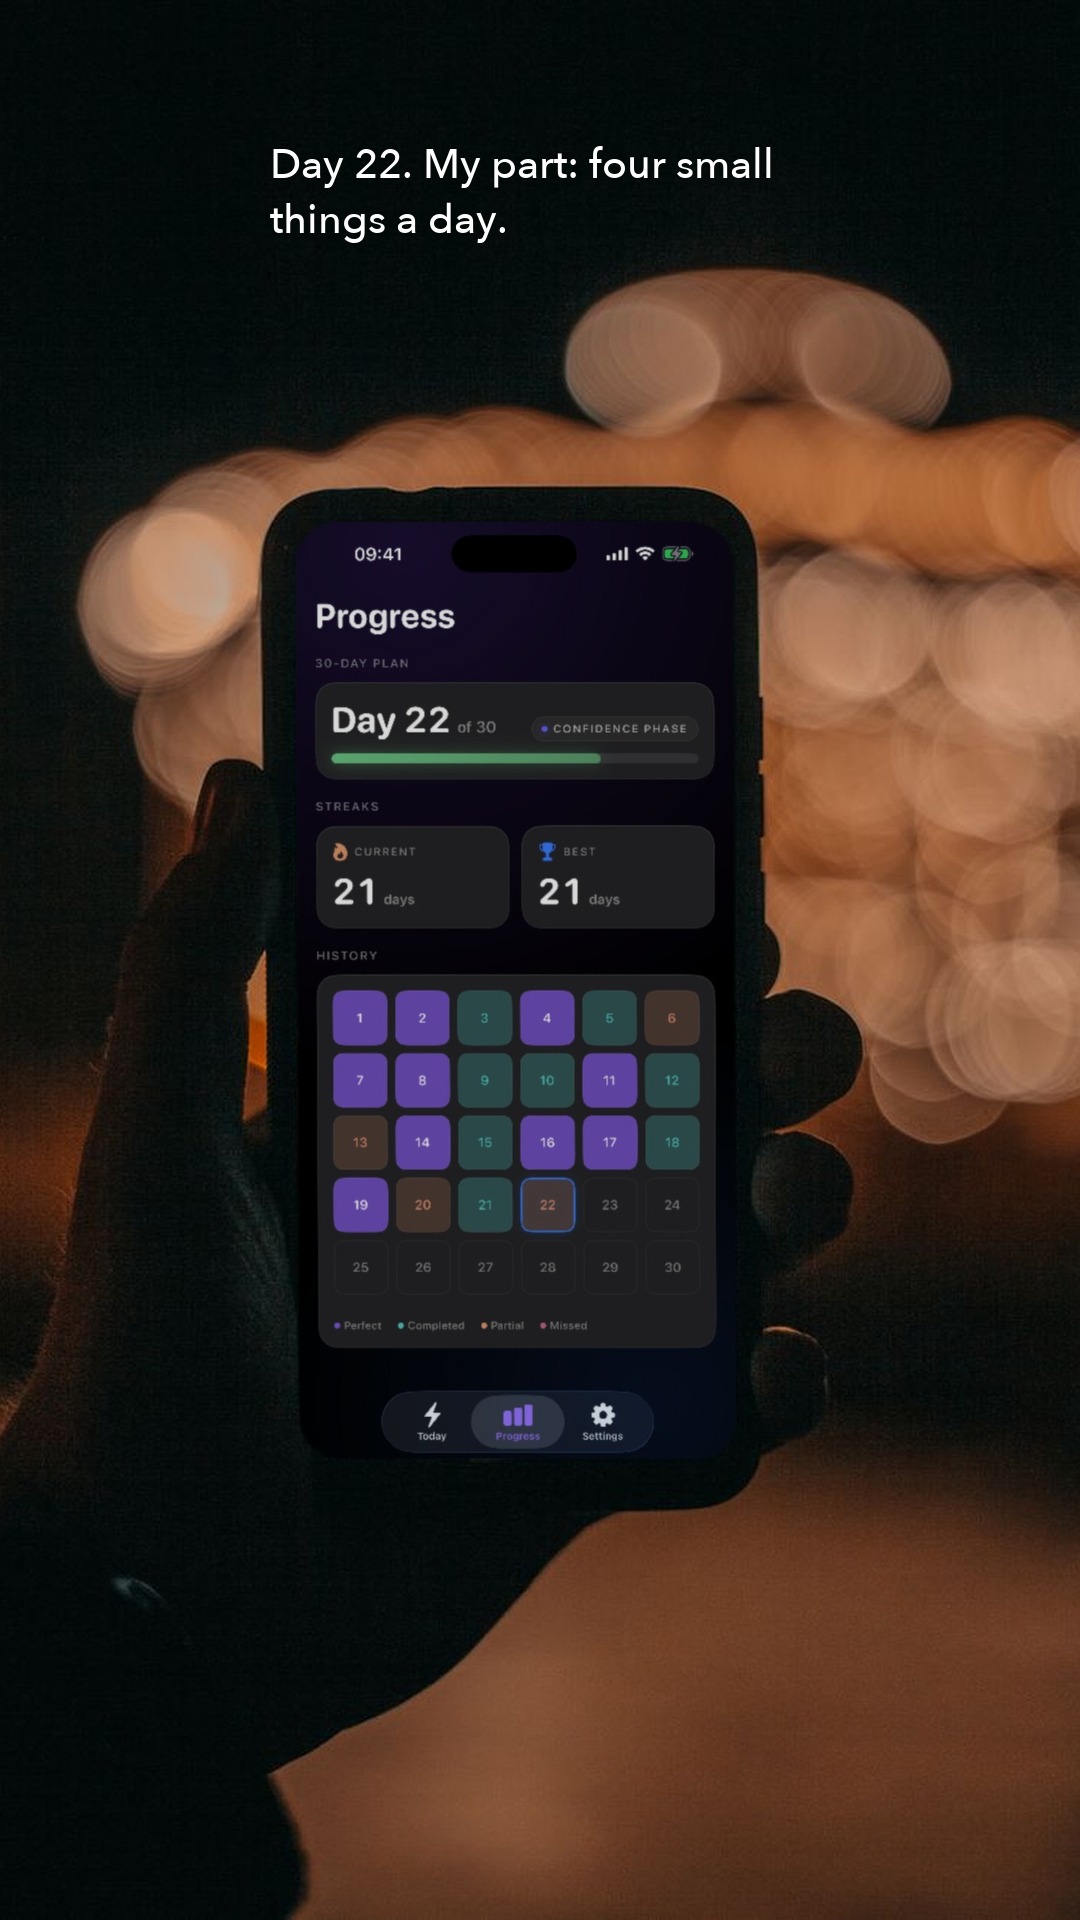 Day 22. My part: four small
things a day.
09:41
Progress
30-DAY PLAN
Day 22 of 30
CONFIDENCE PHASE
STREAKS
CURRENT
BEST
21 days
21 days
HISTORY
1 2 3 4 5 6
7 8 9 10 11 12
13 14 15 16 17 18
19 20 21 22 23 24
25 26 27 28 29 30
Perfect Completed Partial Missed
Today Progress Settings